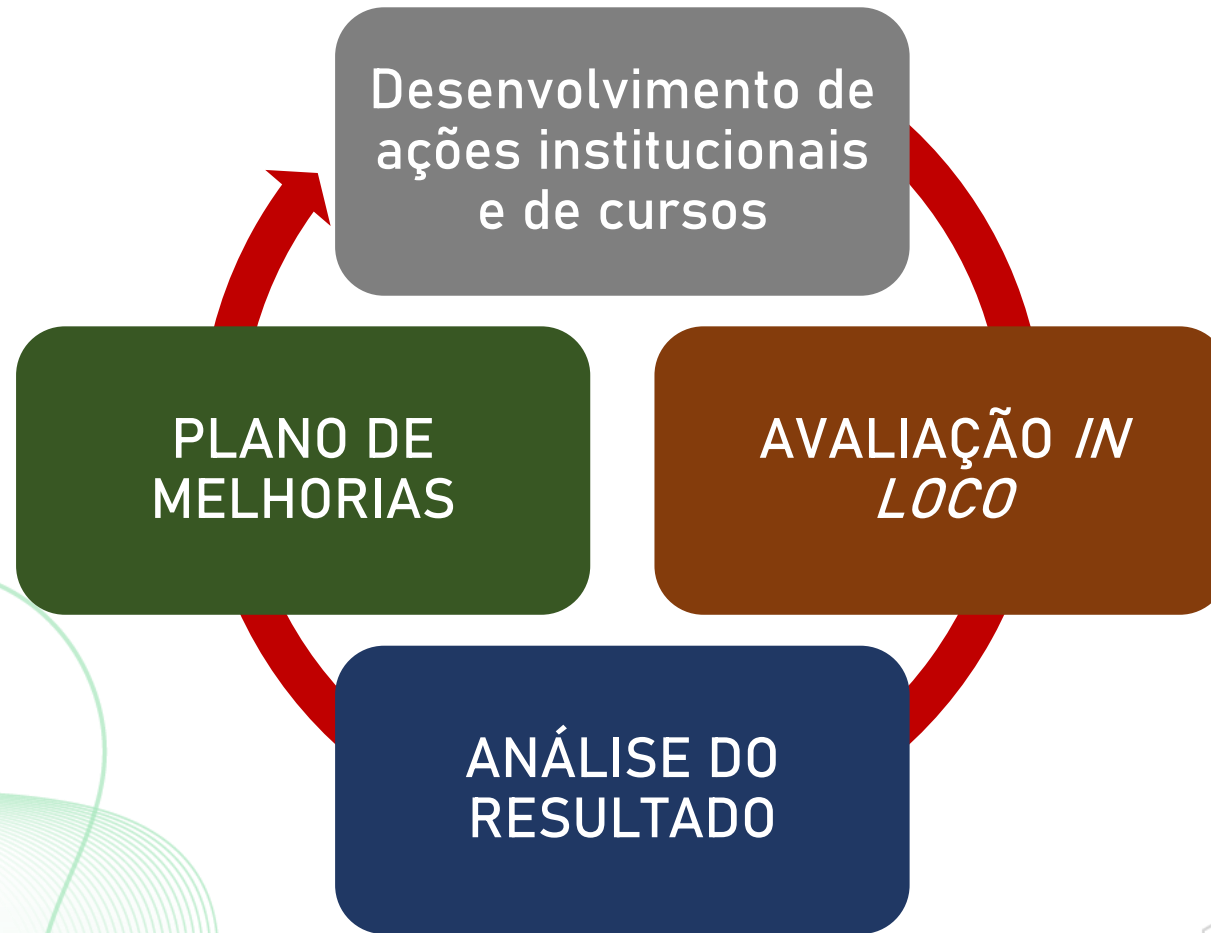 Desenvolvimento de
ações institucionais
e de cursos
PLANO DE
MELHORIAS
AVALIAÇÃO IN
LOCO
ANÁLISE DO
RESULTADO